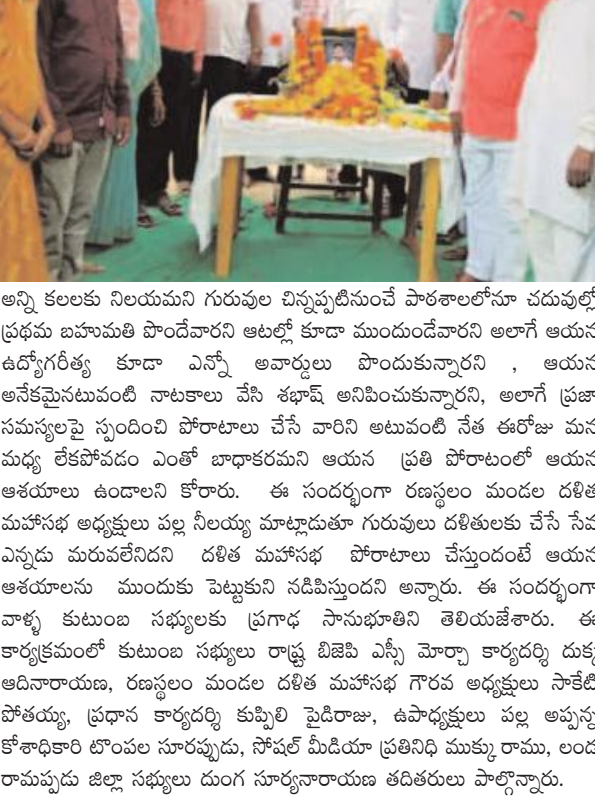 అన్ని కలలకు నిలయమని గురువుల చిన్నప్పటినుంచే పాఠశాలలోనూ చదువుల్లో
ప్రథమ బహుమతి పొందేవారని ఆటల్లో కూడా ముందుండేవారని అలాగే ఆయన
ఉద్యోగరీత్య కూడా ఎన్నో అవార్డులు పొందుకున్నారని , ఆయన
అనేకమైనటువంటి నాటకాలు వేసి శభాష్ అనిపించుకున్నారని, అలాగే ప్రజా
సమస్యలపై స్పందించి పోరాటాలు చేసే వారిని అటువంటి నేత ఈరోజు మన
మధ్య లేకపోవడం ఎంతో బాధాకరమని ఆయన ప్రతి పోరాటంలో ఆయన
ఆశయాలు ఉండాలని కోరారు. ఈ సందర్భంగా రణస్థలం మండల దళిత
మహాసభ అధ్యక్షులు పల్ల నీలయ్య మాట్లాడుతూ గురువులు దళితులకు చేసే సేవ
ఎన్నడు మరువలేనిదని దళిత మహాసభ పోరాటాలు చేస్తుందంటే ఆయన
ఆశయాలను ముందుకు పెట్టుకుని నడిపిస్తుందని అన్నారు. ఈ సందర్భంగా
వాళ్ళ కుటుంబ సభ్యులకు ప్రగాఢ సానుభూతిని తెలియజేశారు. ఈ
కార్యక్రమంలో కుటుంబ సభ్యులు రాష్ట్ర బిజెపి ఎస్సీ మోర్చా కార్యదర్శి దుక్క
ఆదినారాయణ, రణస్థలం మండల దళిత మహాసభ గౌరవ అధ్యక్షులు సాకేటి
పోతయ్య, ప్రధాన కార్యదర్శి కుప్పిలి పైడిరాజు, ఉపాధ్యక్షులు పల్ల అప్పన్న
కోశాధికారి టొంపల సూరప్పుడు, సోషల్ మీడియా ప్రతినిధి ముక్కు రాము, లండ
రామప్పడు జిల్లా సభ్యులు దుంగ సూర్యనారాయణ తదితరులు పాల్గొన్నారు.